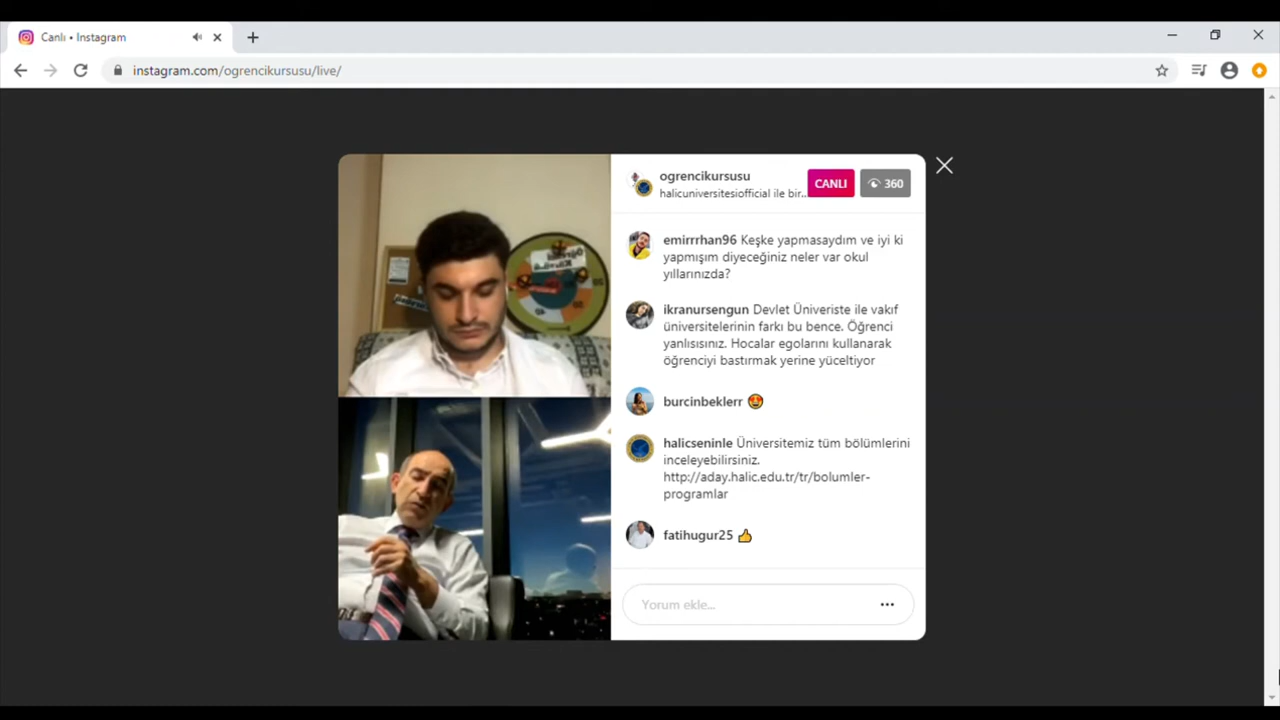 Canlı • Instagram
instagram.com/ogrencikursusu/live/
ogrencikursusu
halicuniversitesiofficial ile bir...
CANLI
360
emirrrhan96 Keşke yapmasaydım ve iyi ki
yapmışım diyeceğiniz neler var okul
yıllarınızda?
ikranursengun Devlet Üniveriste ile vakıf
üniversitelerinin farkı bu bence. Öğrenci
yanlısısınız. Hocalar egolarını kullanarak
öğrenciyi bastırmak yerine yüceltiyor
burcinbeklerr 😍
halicseninle Üniversitemiz tüm bölümlerini
inceleyebilirsiniz.
http://aday.halic.edu.tr/tr/bolumler-
programlar
fatihugur25 👍
Yorum ekle...